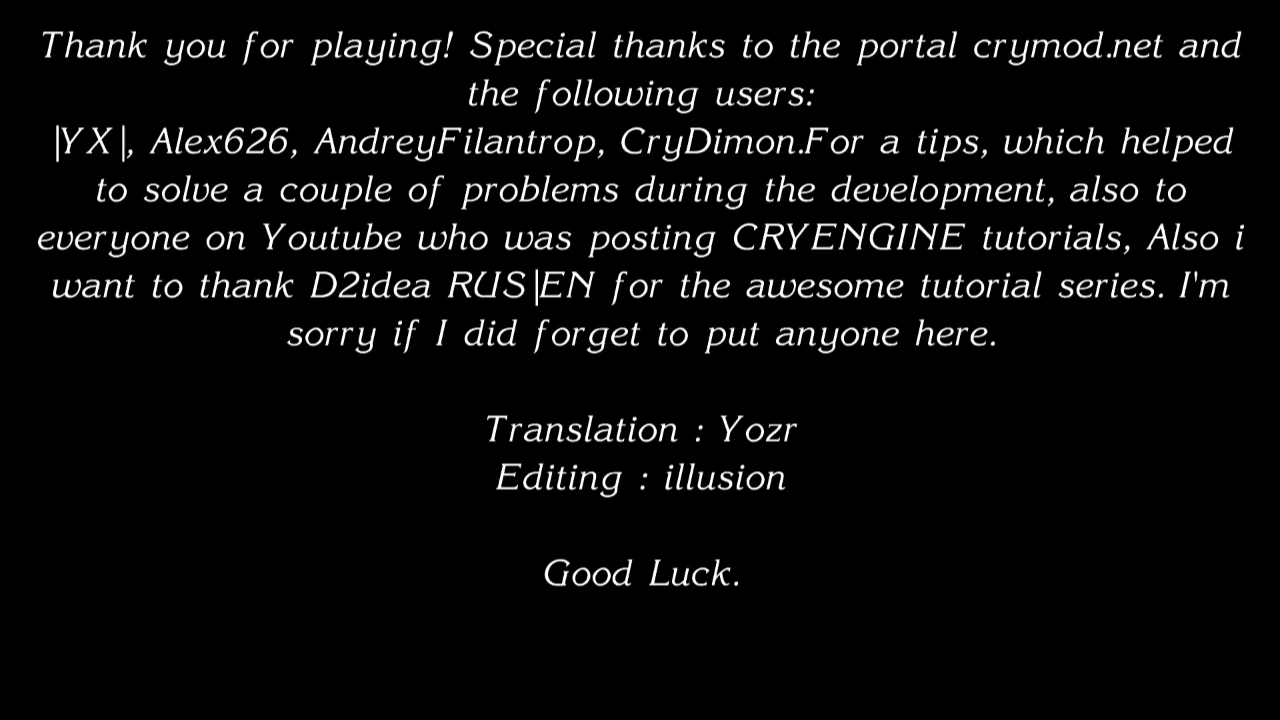 Thank you for playing! Special thanks to the portal crymod.net and
the following users:
|YX|, Alex626, AndreyFilantrop, CryDimon.For a tips, which helped
to solve a couple of problems during the development, also to
everyone on Youtube who was posting CRYENGINE tutorials, Also i
want to thank D2idea RUS|EN for the awesome tutorial series. I'm
sorry if I did forget to put anyone here.
Translation : Yozr
Editing : illusion
Good Luck.